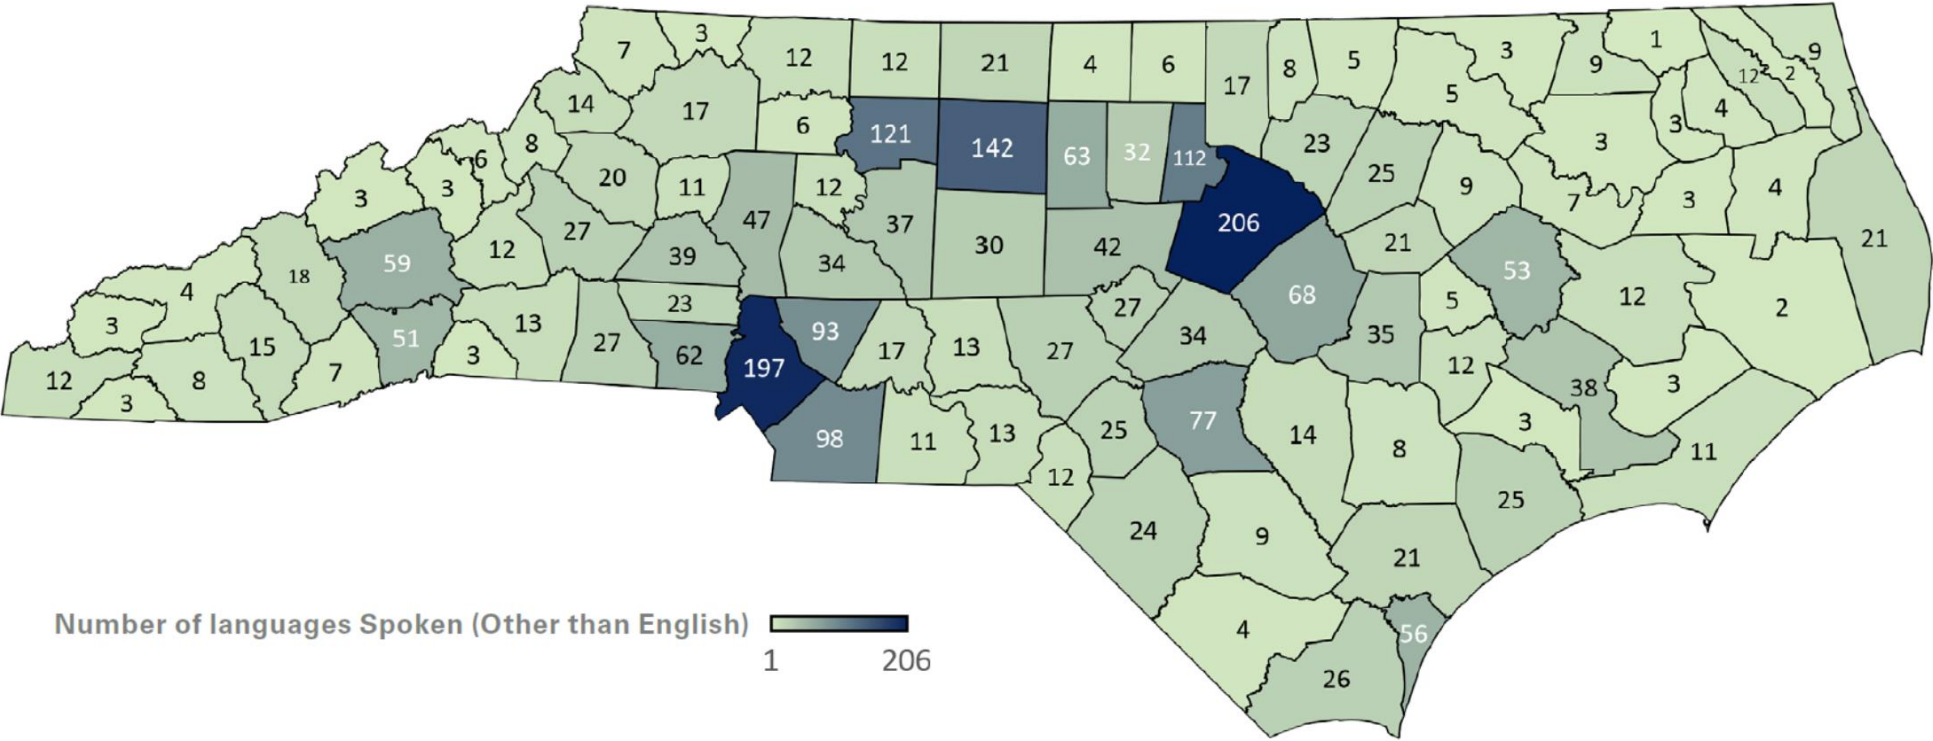 7 3 12 12 21 4 6 17 8 5 3 9 1 9
14 17 6 121 142 63 32 112 23 5 3 3 4 12 2
8 6 3 3 20 11 47 12 37 206 25 9 7 3 4
59 12 27 39 34 30 42 21 53 12 2 21
18 4 3 15 51 13 23 27 68 5
12 3 8 7 3 27 62 197 93 17 13 27 34 35 12 38 3
98 11 13 12 25 77 14 8 3 11
24 9 21 25
Number of languages Spoken (Other than English)
1 206
4 56
26